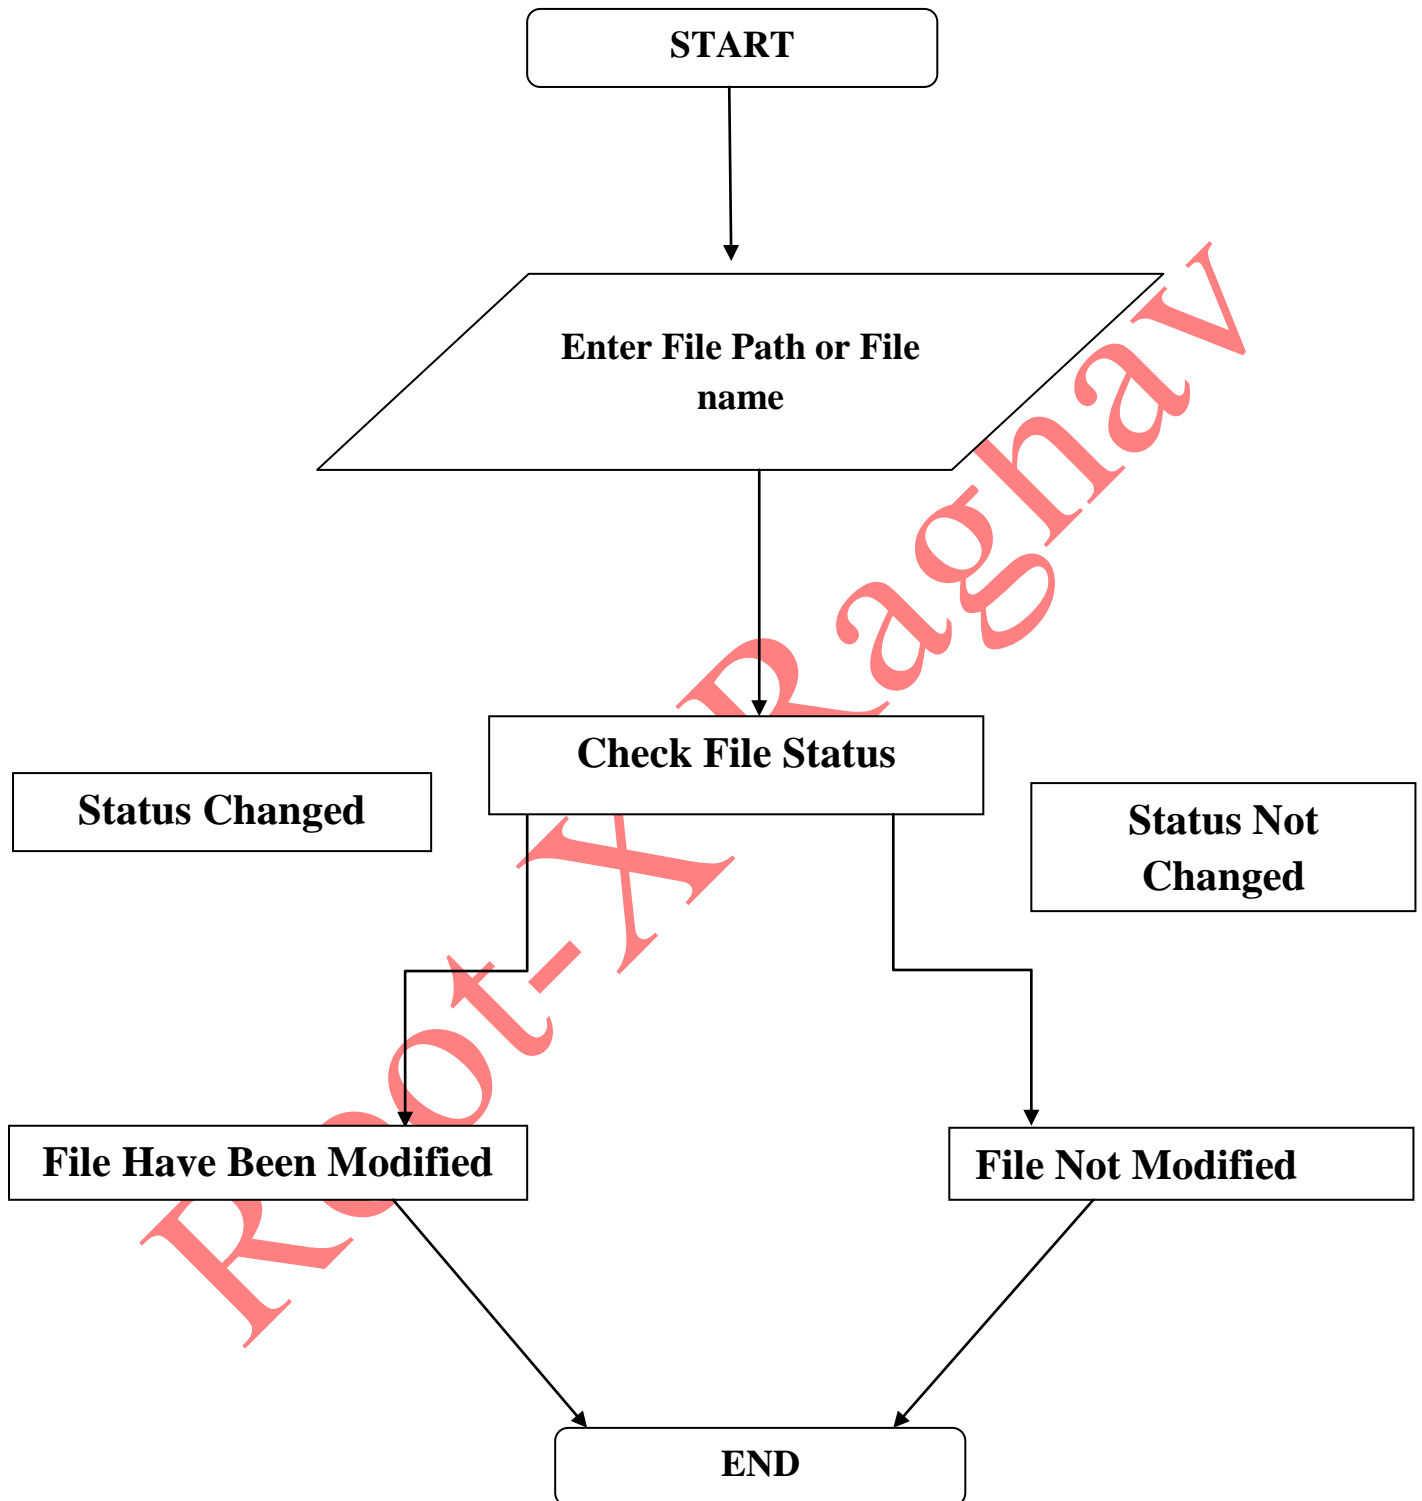 START
Enter File Path or File
name
Check File Status
Status Changed
Status Not
Changed
File Have Been Modified
File Not Modified
END
Root-X Raghav